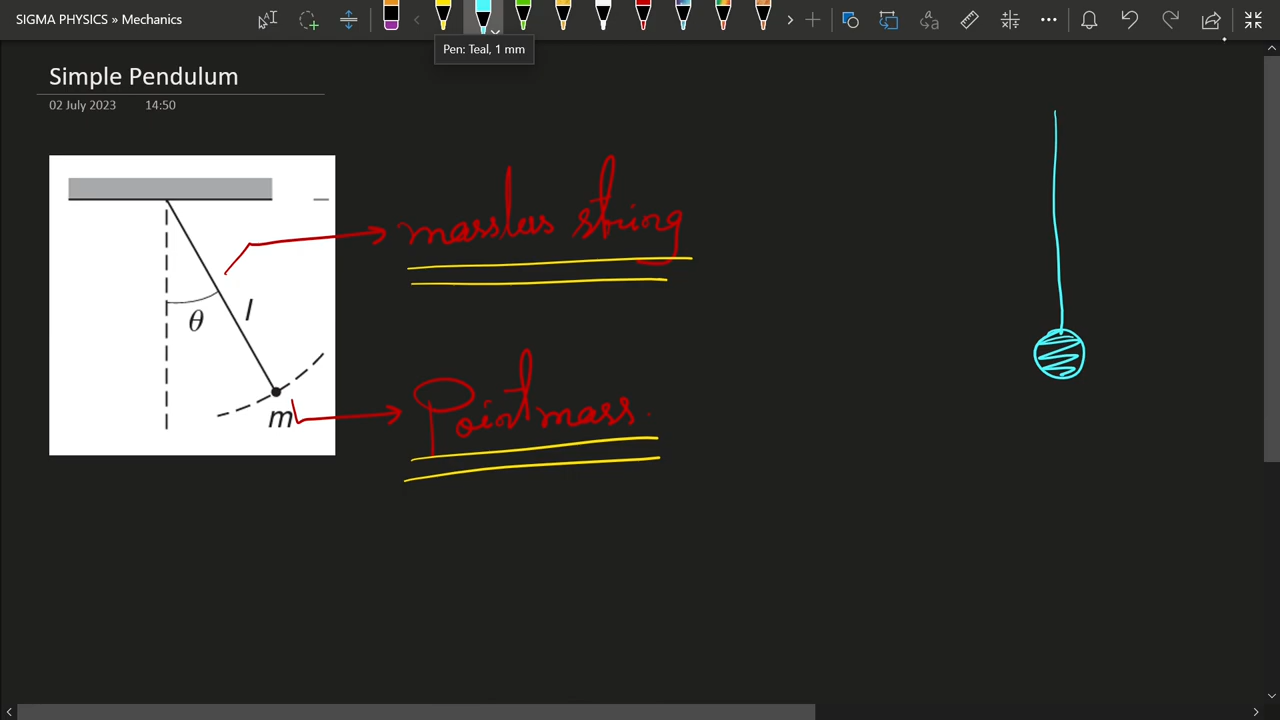 SIGMA PHYSICS » Mechanics
Pen: Teal, 1 mm
Simple Pendulum
02 July 2023 14:50
massless string
θ
l
m
Point mass.